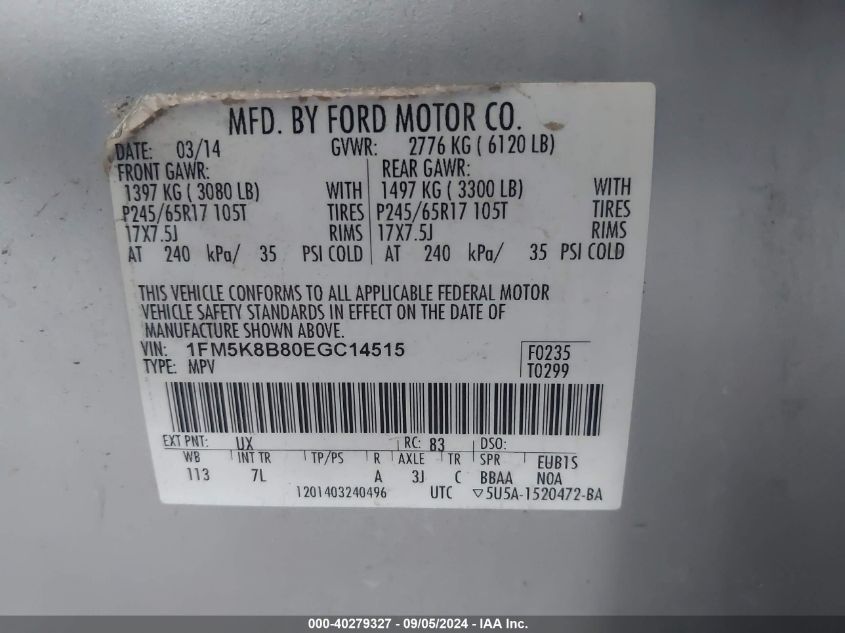 MFD. BY FORD MOTOR CO.
DATE: 03/14 GVWR: 2776 KG ( 6120 LB)
FRONT GAWR: REAR GAWR:
1397 KG ( 3080 LB) WITH 1497 KG ( 3300 LB) WITH
P245/65R17 105T TIRES P245/65R17 105T TIRES
17X7.5J RIMS 17X7.5J RIMS
AT 240 kPa/ 35 PSI COLD AT 240 kPa/ 35 PSI COLD
THIS VEHICLE CONFORMS TO ALL APPLICABLE FEDERAL MOTOR
VEHICLE SAFETY STANDARDS IN EFFECT ON THE DATE OF
MANUFACTURE SHOWN ABOVE.
VIN: 1FM5K8B80EGC14515 F0235
TYPE: MPV T0299
EXT PNT: UX RC: 83 DSO:
WB INT TR TP/PS R AXLE TR SPR EUB1S
113 7L A 3J C BBAA NOA
1201403240496 UTC ▽5U5A-1520472-BA
000-40279327 - 09/05/2024 - IAA Inc.